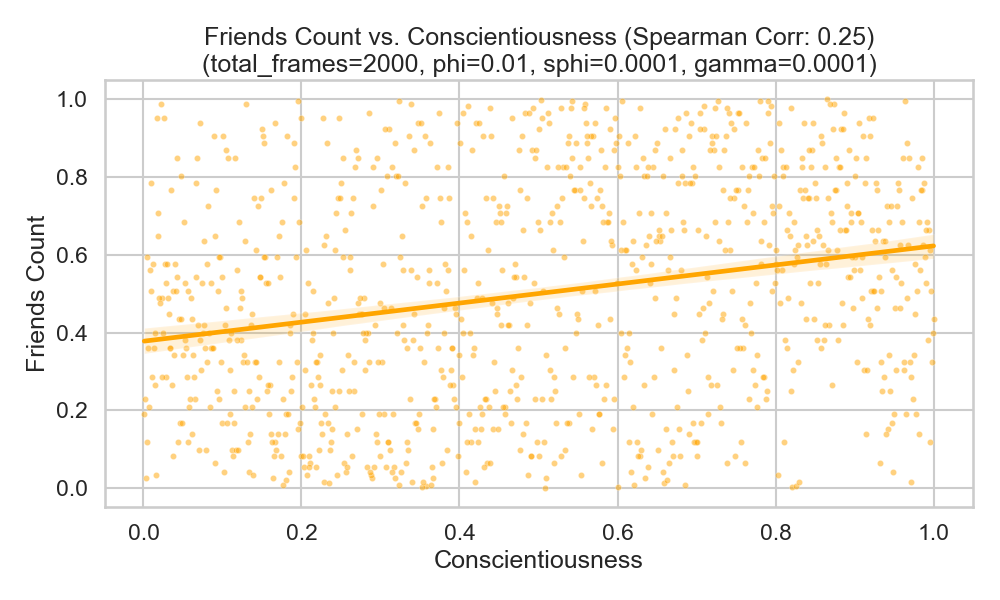 Friends Count vs. Conscientiousness (Spearman Corr: 0.25)
(total_frames=2000, phi=0.01, sphi=0.0001, gamma=0.0001)
1.0
0.8
0.6
0.4
0.2
0.0
Friends Count
0.0 0.2 0.4 0.6 0.8 1.0
Conscientiousness